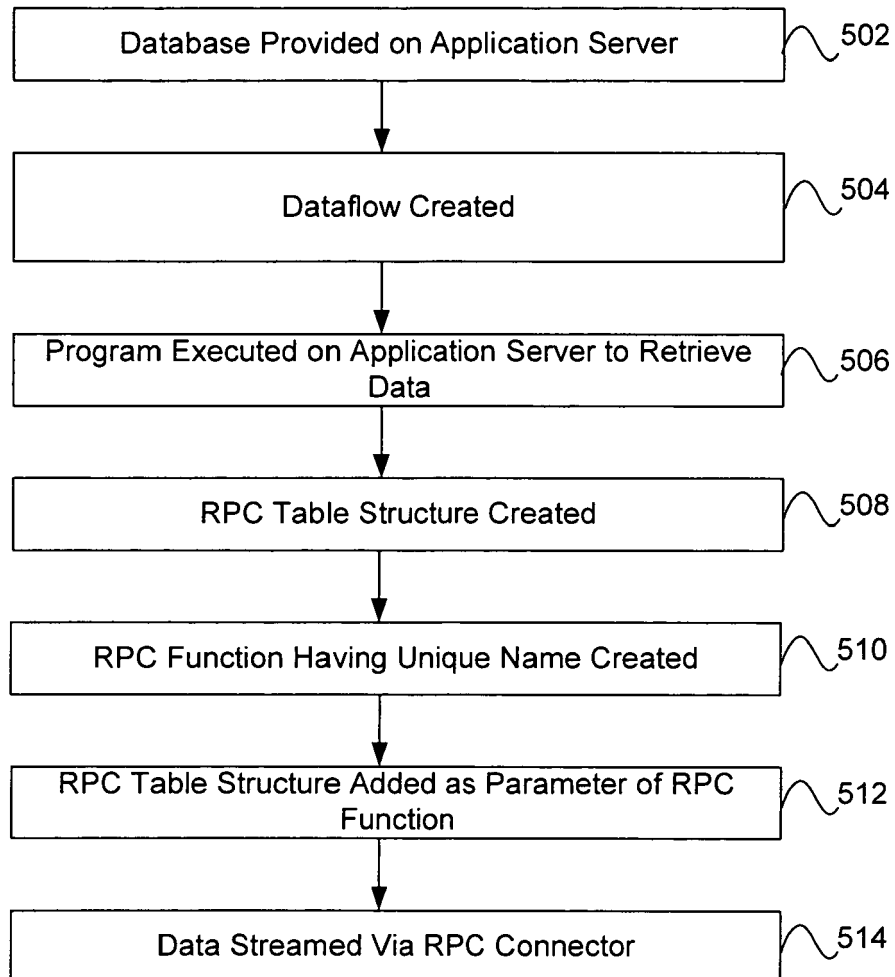 Database Provided on Application Server
502
Dataflow Created
504
Program Executed on Application Server to Retrieve
Data
506
RPC Table Structure Created
508
RPC Function Having Unique Name Created
510
RPC Table Structure Added as Parameter of RPC
Function
512
Data Streamed Via RPC Connector
514